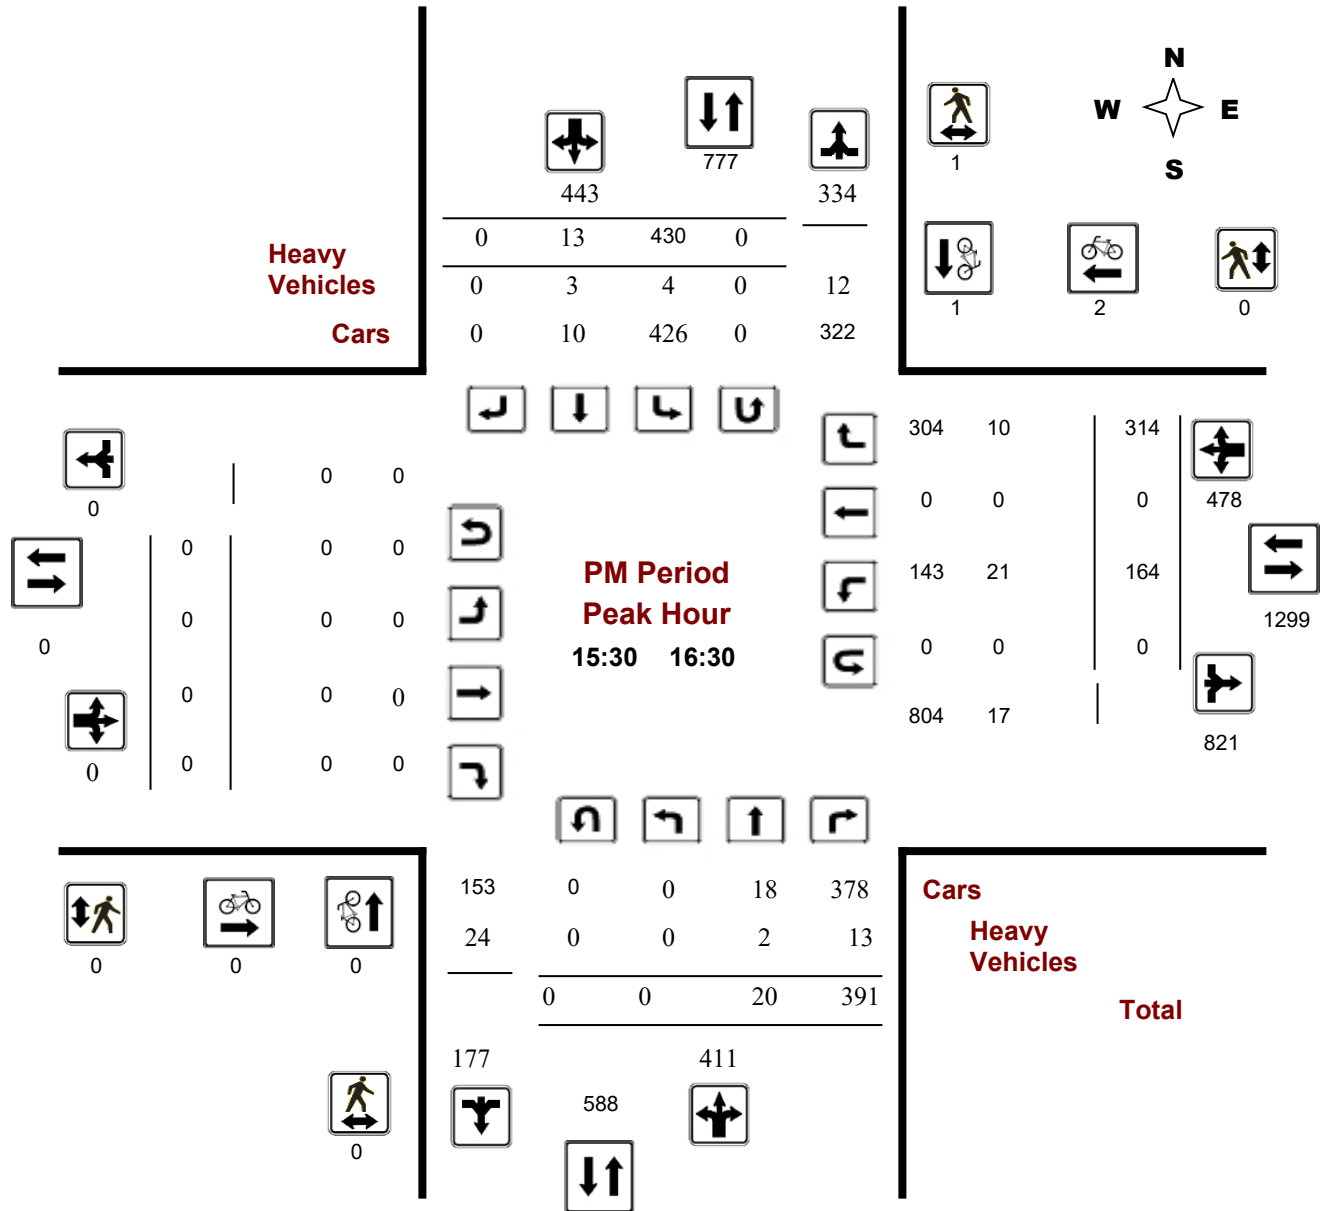 N
W E
S
777
1
443 334
0 13 430 0
Heavy
Vehicles 0 3 4 0 12
1 2 0
Cars 0 10 426 0 322
304 10 314
0 0
0
0 0 0 478
0 0 0
PM Period
143 21 164
Peak Hour
0 0 0
1299
0
15:30 16:30
0 0 0
0 0 0
804 17
821
0
0 0 0
153 0 0 18 378 Cars
24 0 0 2 13 Heavy
Vehicles
0 0 0
0 0 20 391
Total
177 411
588
0